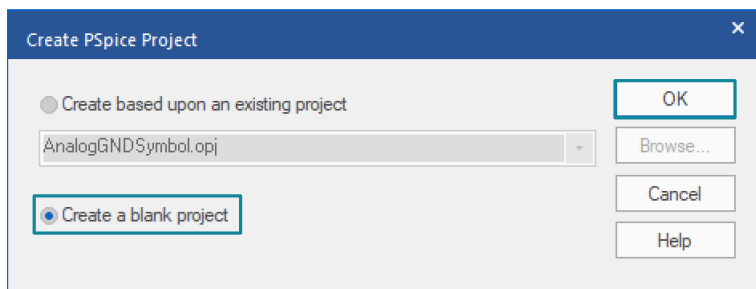 Create PSpice Project
×
Create based upon an existing project
OK
AnalogGNDSymbol.opj
Browse...
Cancel
Create a blank project
Help